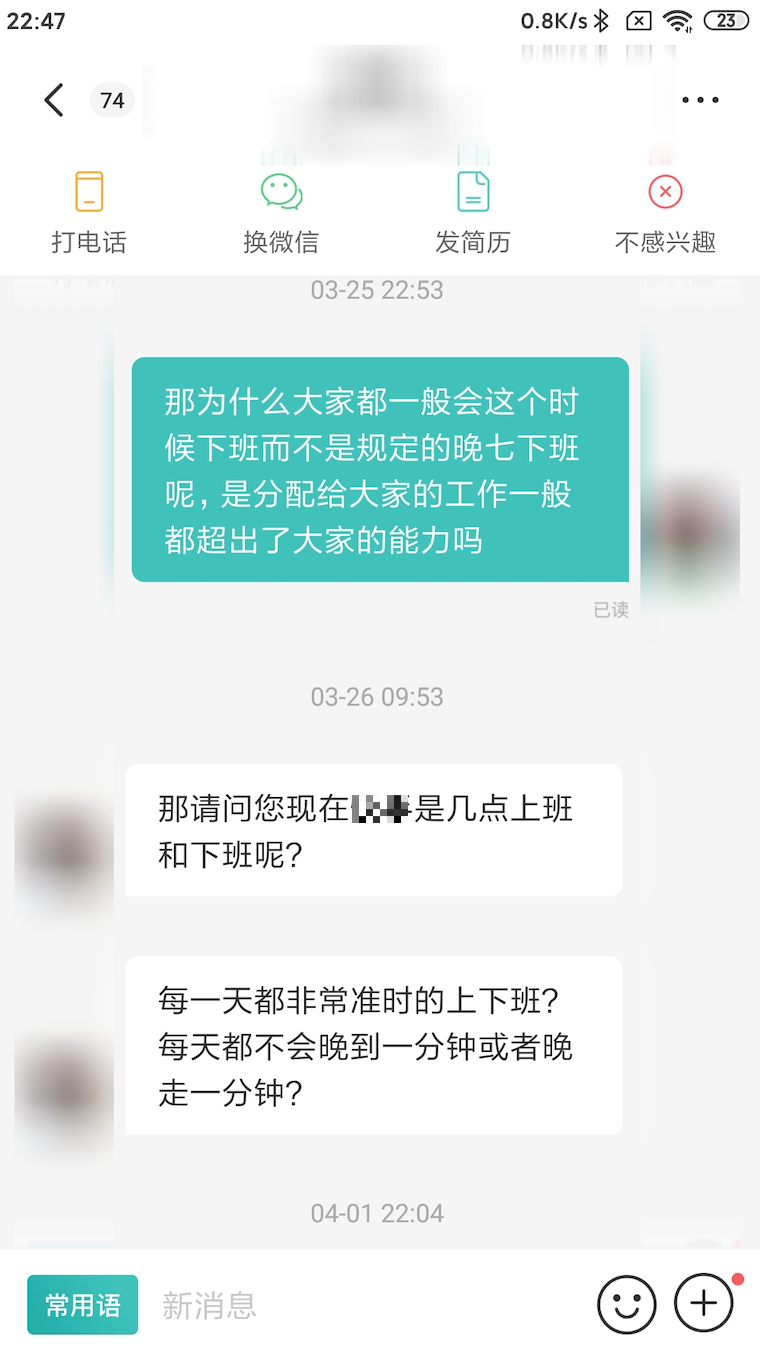 22:47 0.8K/s 23
74
打电话 换微信 发简历 不感兴趣
03-25 22:53
那为什么大家都一般会这个时
候下班而不是规定的晚七下班
呢，是分配给大家的工作一般
都超出了大家的能力吗
已读
03-26 09:53
那请问您现在是几点上班
和下班呢?
每一天都非常准时的上下班?
每天都不会晚到一分钟或者晚
走一分钟?
04-01 22:04
常用语 新消息